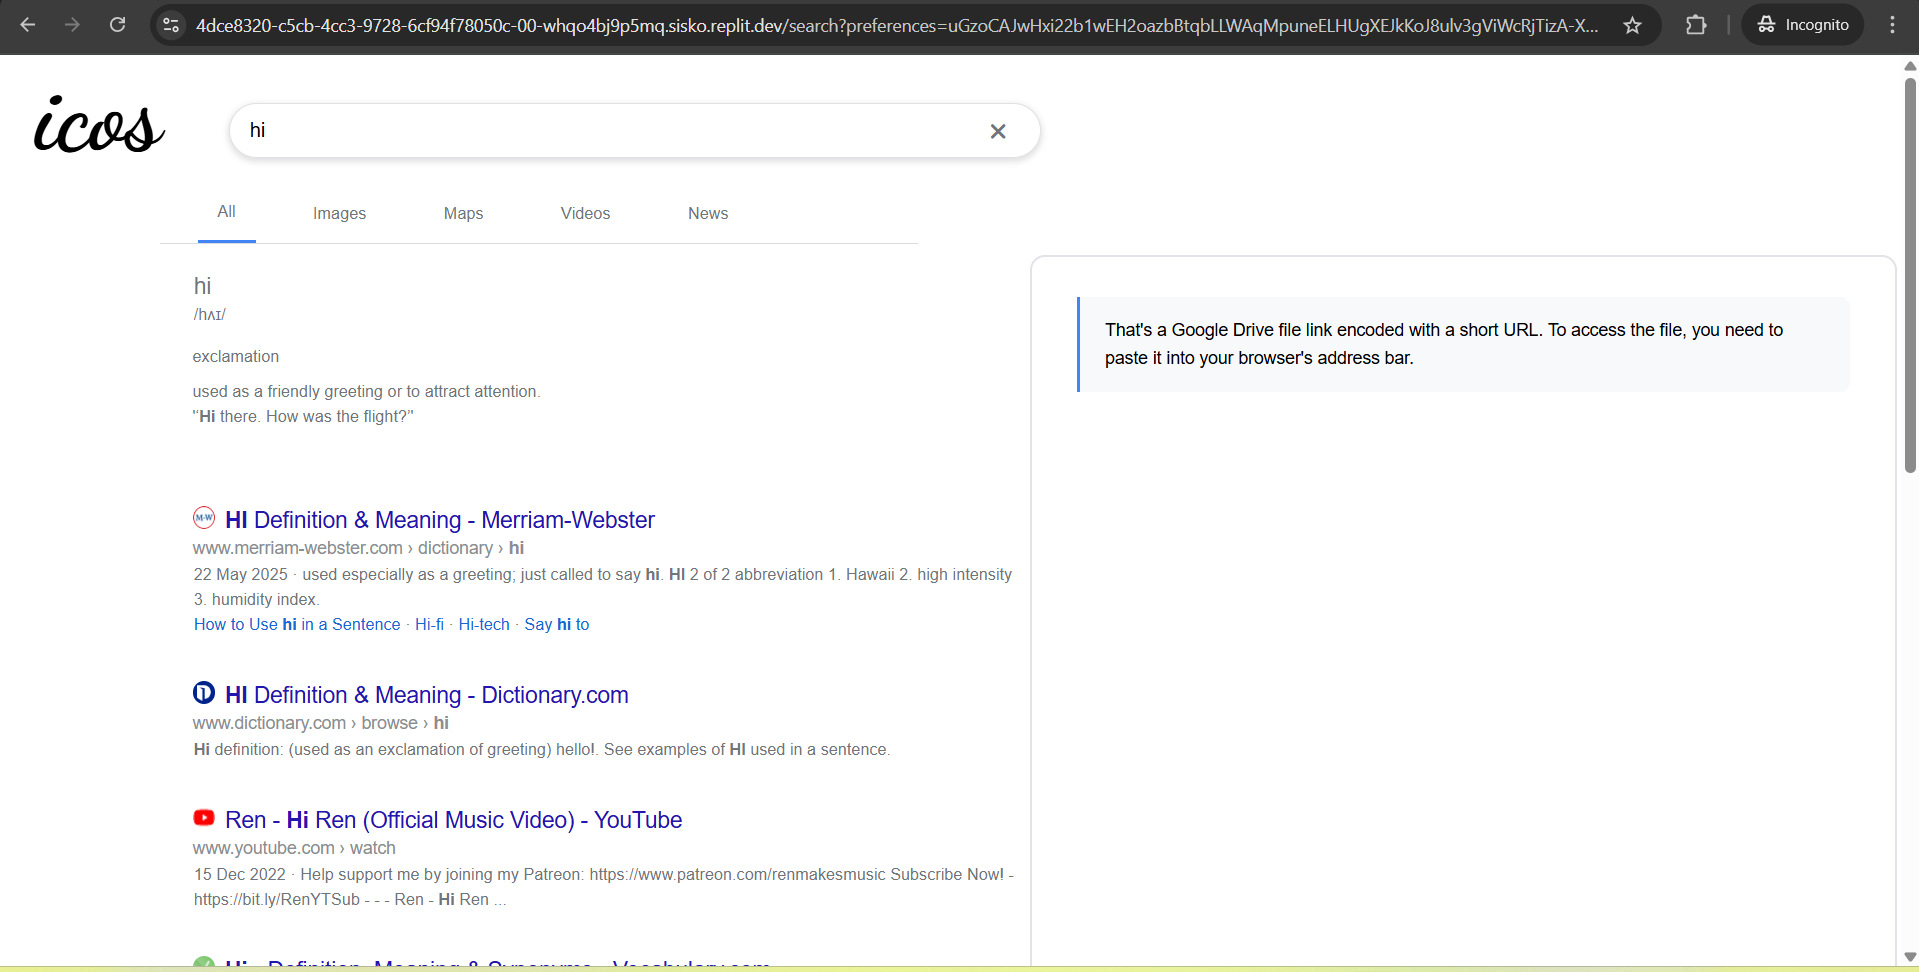 4dce8320-c5cb-4cc3-9728-6cf94f78050c-00-whqo4bj9p5mq.sisko.replit.dev/search?preferences=uGzoCAJwHxi22b1wEH2oazbBtqbLLWAqMpuneELHUgXEJkKoJ8ulv3gViWcRjTizA-X...
Incognito
icos
hi
All
Images
Maps
Videos
News
hi
/hʌɪ/
exclamation
used as a friendly greeting or to attract attention.
"‘Hi there. How was the flight?’"
HI Definition & Meaning - Merriam-Webster
www.merriam-webster.com › dictionary › hi
22 May 2025 · used especially as a greeting; just called to say hi. HI 2 of 2 abbreviation 1. Hawaii 2. high intensity
3. humidity index.
How to Use hi in a Sentence · Hi-fi · Hi-tech · Say hi to
HI Definition & Meaning - Dictionary.com
www.dictionary.com › browse › hi
Hi definition: (used as an exclamation of greeting) hello!. See examples of HI used in a sentence.
Ren - Hi Ren (Official Music Video) - YouTube
www.youtube.com › watch
15 Dec 2022 · Help support me by joining my Patreon: https://www.patreon.com/renmakesmusic Subscribe Now! -
https://bit.ly/RenYTSub - - - Ren - Hi Ren ...
Hi - Definition, Meaning & Synonyms - Vocabulary.com
That's a Google Drive file link encoded with a short URL. To access the file, you need to
paste it into your browser's address bar.